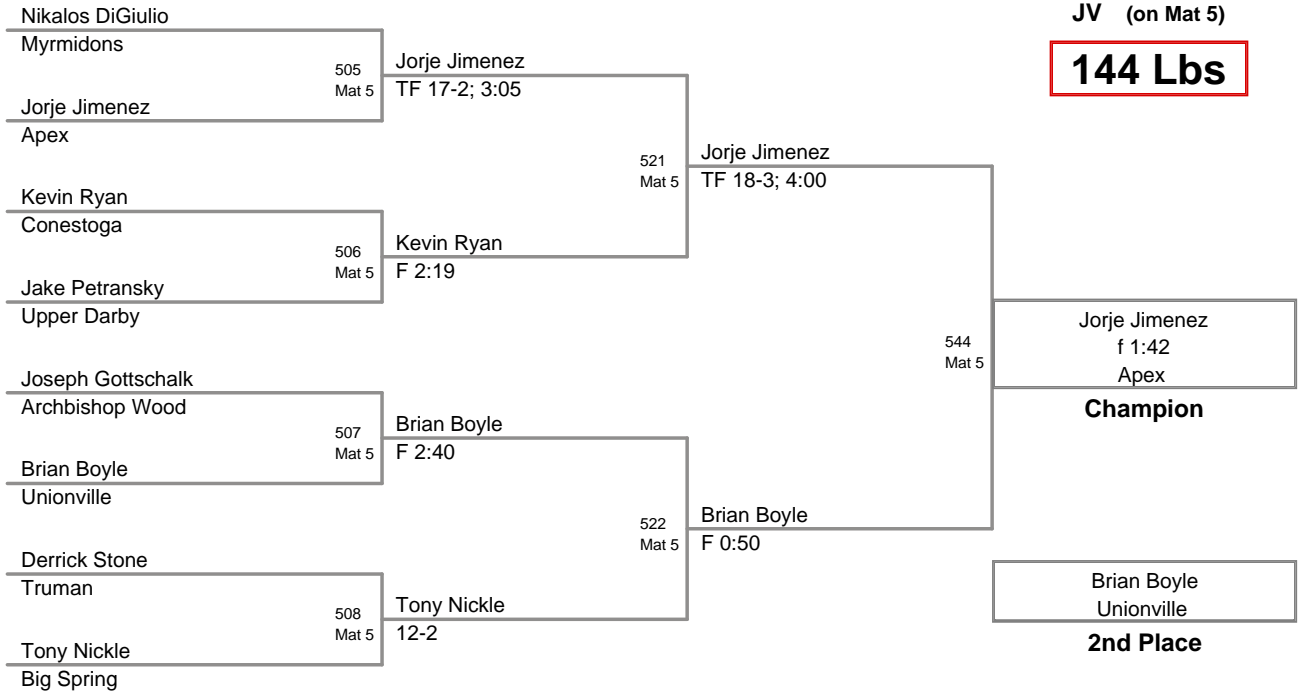 JV (on Mat 5)
144 Lbs
Nikalos DiGiulio
Myrmidons
505
Mat 5
Jorje Jimenez
TF 17-2; 3:05
Jorje Jimenez
Apex
521
Mat 5
Jorje Jimenez
TF 18-3; 4:00
Kevin Ryan
Conestoga
506
Mat 5
Kevin Ryan
F 2:19
Jake Petransky
Upper Darby
544
Mat 5
Jorje Jimenez
f 1:42
Apex
Champion
Joseph Gottschalk
Archbishop Wood
507
Mat 5
Brian Boyle
F 2:40
Brian Boyle
Unionville
522
Mat 5
Brian Boyle
F 0:50
Derrick Stone
Truman
508
Mat 5
Tony Nickle
12-2
Tony Nickle
Big Spring
Brian Boyle
Unionville
2nd Place